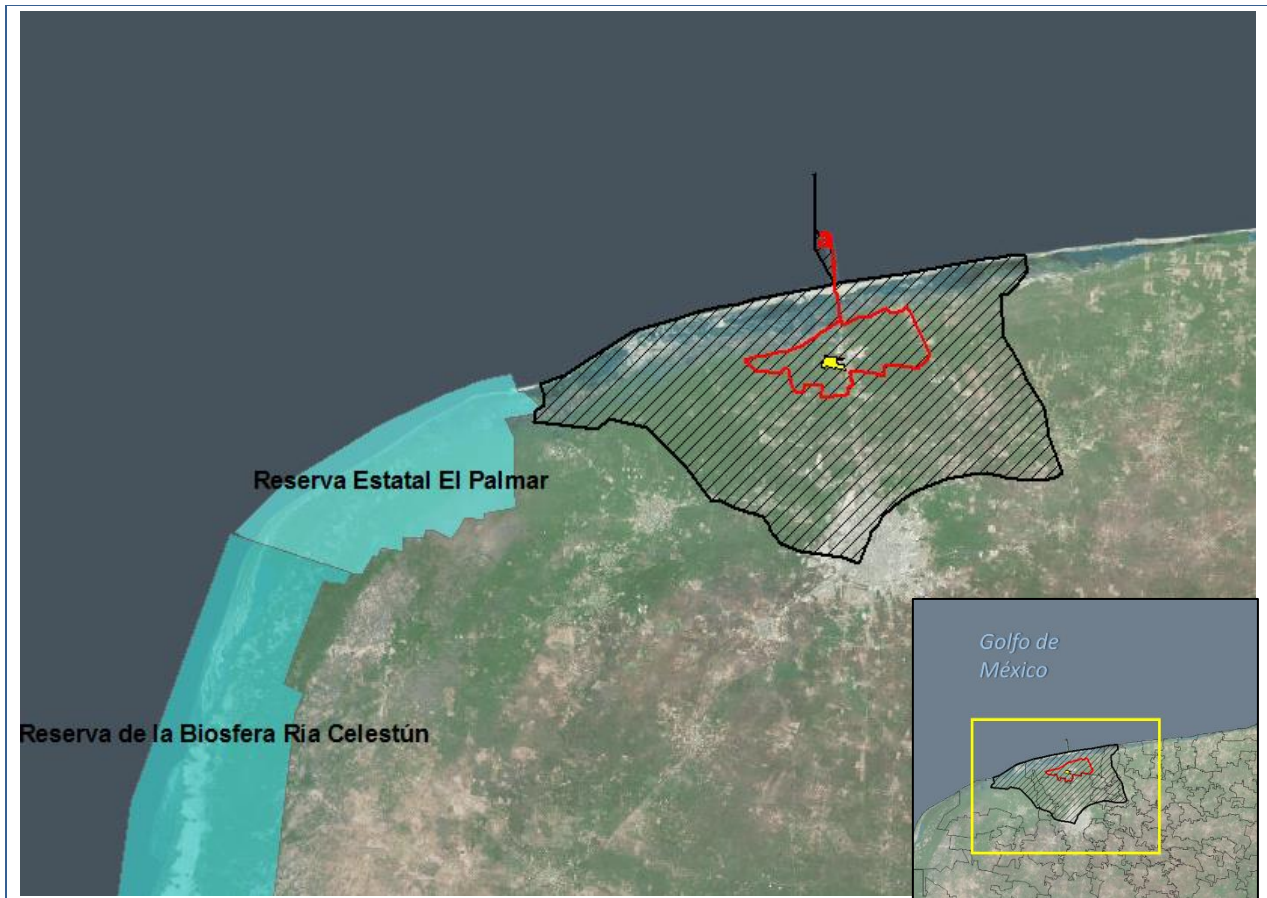 Reserva Estatal El Palmar
Reserva de la Biosfera Ría Celestún
Golfo de
México